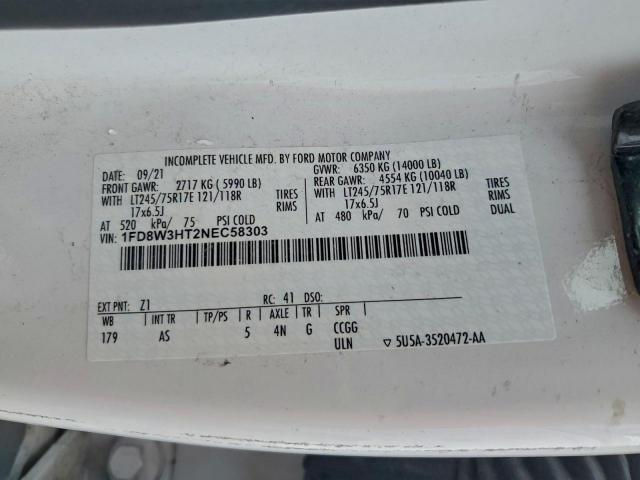 INCOMPLETE VEHICLE MFD. BY FORD MOTOR COMPANY
DATE: 09/21 GVWR: 6350 KG (14000 LB)
FRONT GAWR: 2717 KG (5990 LB) REAR GAWR: 4554 KG (10040 LB)
WITH LT245/75R17E 121/118R TIRES WITH LT245/75R17E 121/118R TIRES
17x6.5J RIMS 17x6.5J RIMS
AT 520 kPa/ 75 PSI COLD AT 480 kPa/ 70 PSI COLD DUAL
VIN: 1FD8W3HT2NEC58303
EXT PNT: Z1 RC: 41 DSO:
WB INT TR TP/PS R AXLE TR SPR
179 AS 5 4N G CCGG
ULN ▽ 5U5A-3520472-AA